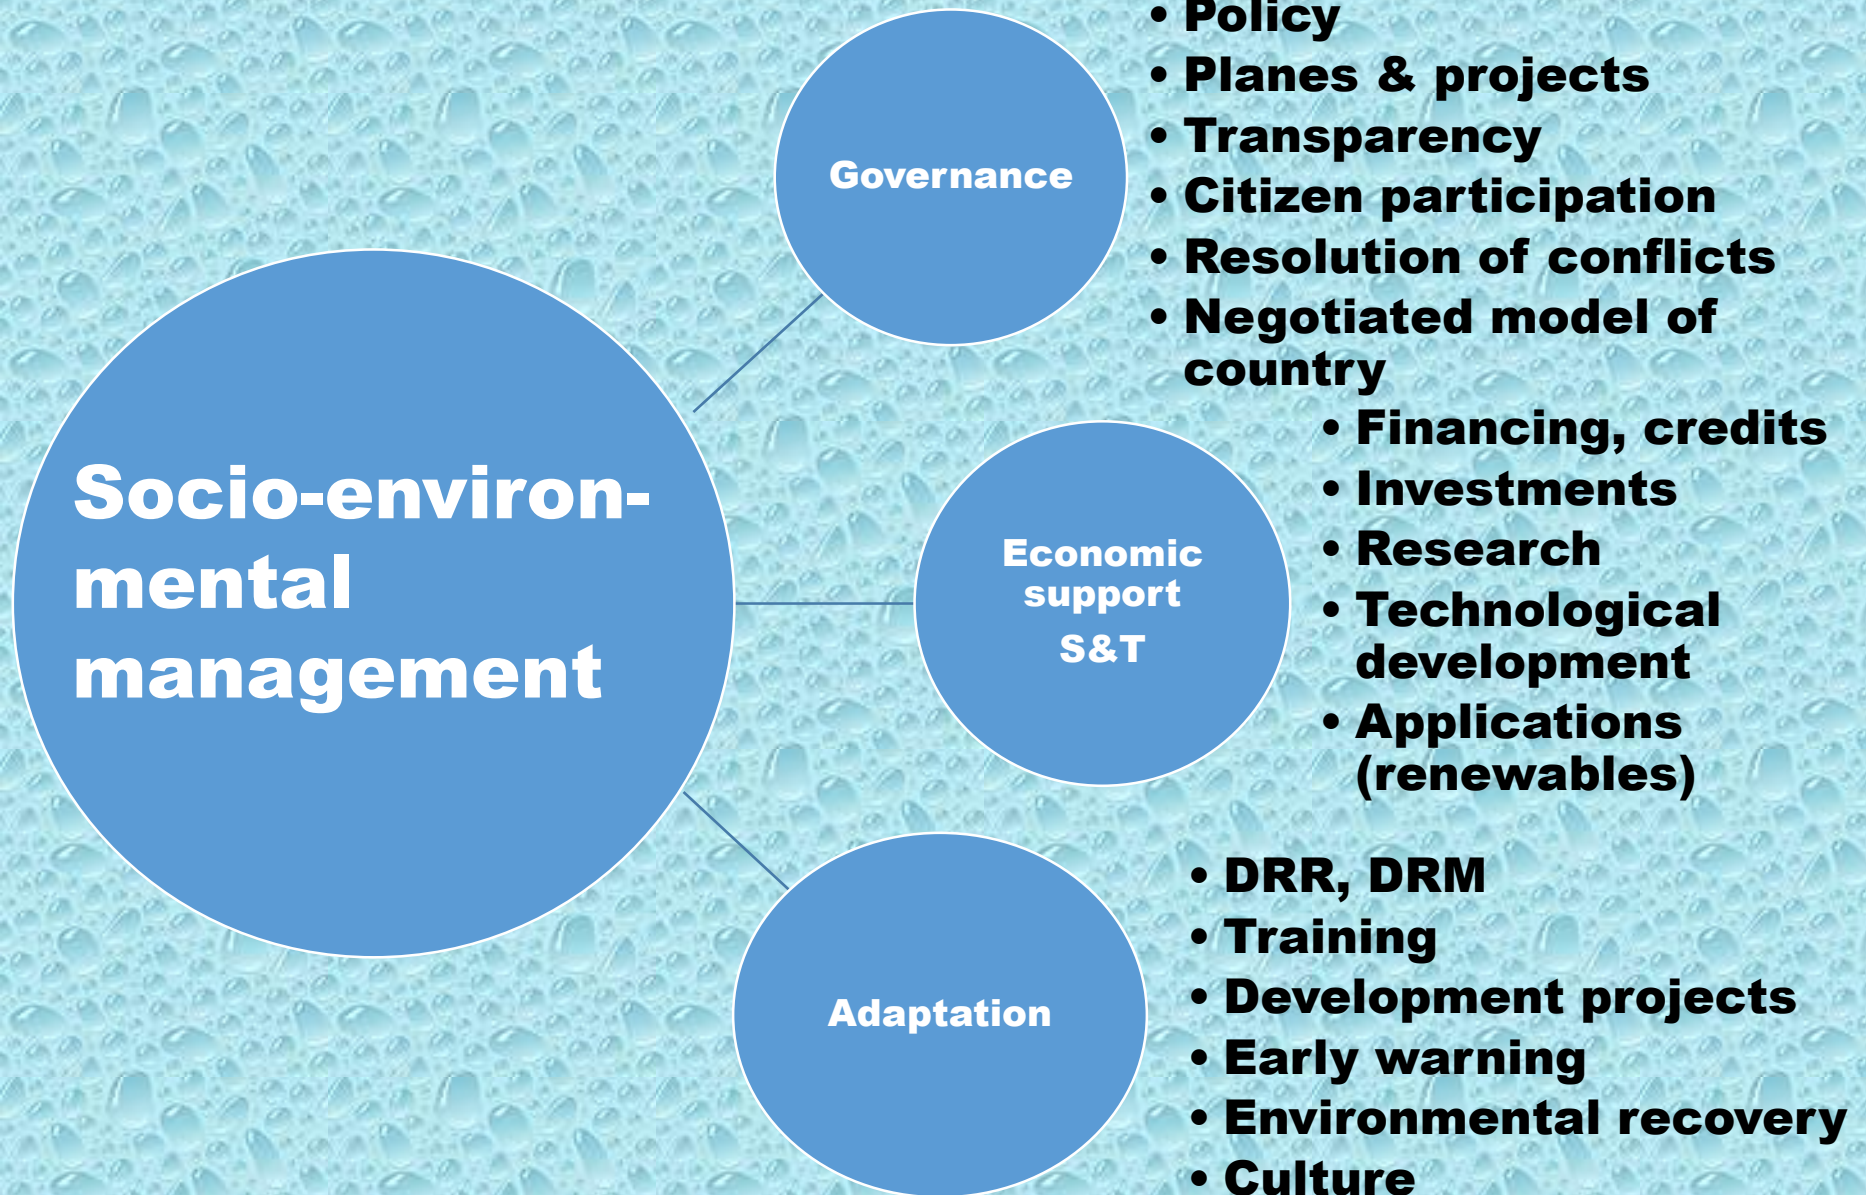 Socio-environ-
mental
management
Governance
• Policy
• Planes & projects
• Transparency
• Citizen participation
• Resolution of conflicts
• Negotiated model of
country
Economic
support
S&T
• Financing, credits
• Investments
• Research
• Technological
development
• Applications
(renewables)
Adaptation
• DRR, DRM
• Training
• Development projects
• Early warning
• Environmental recovery
• Culture